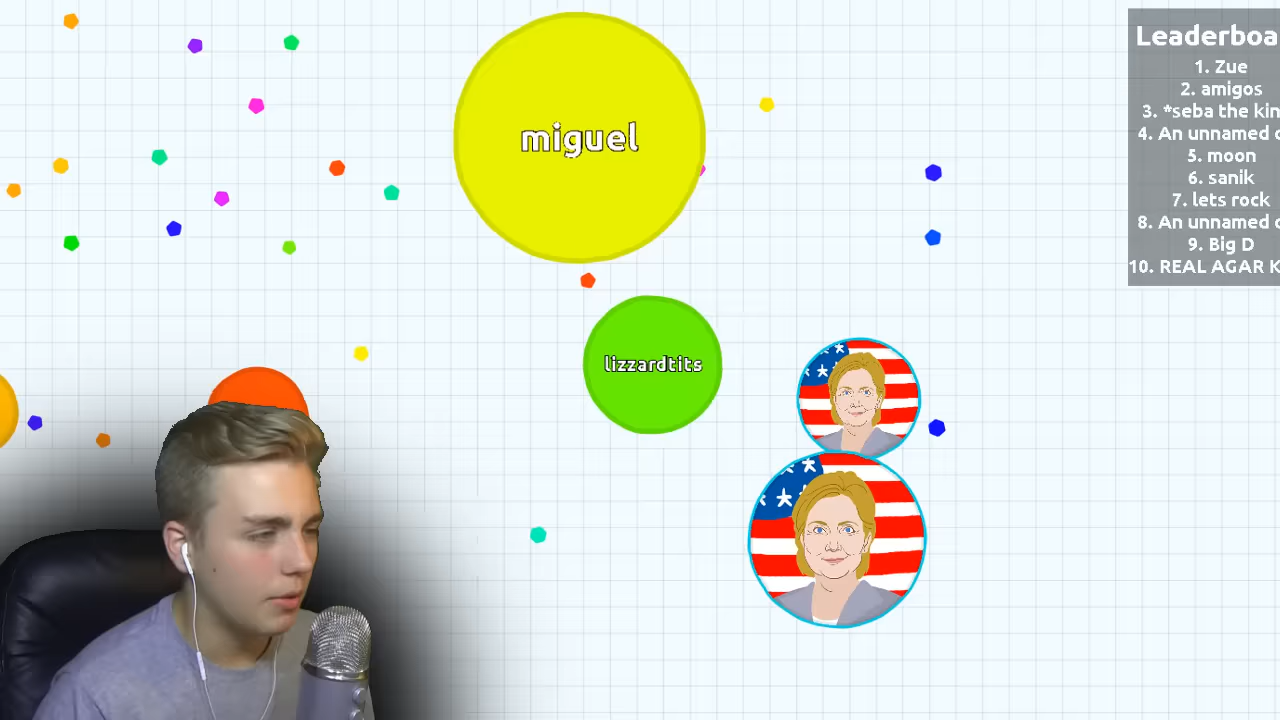 miguel
lizzardtits
Leaderboa
1. Zue
2. amigos
3. *seba the kin
4. An unnamed c
5. moon
6. sanik
7. lets rock
8. An unnamed c
9. Big D
10. REAL AGAR K